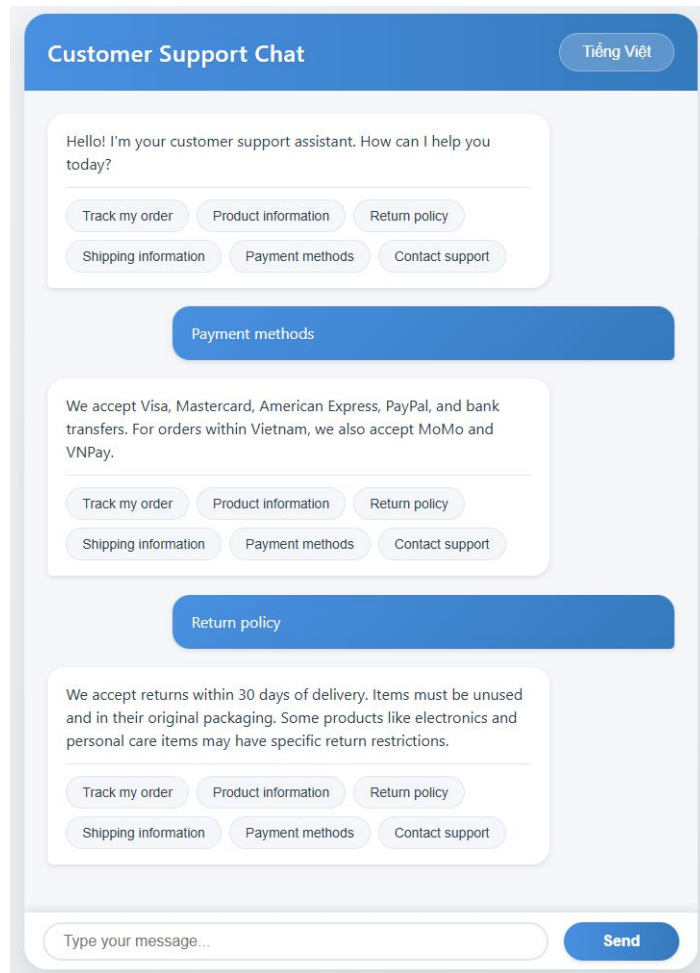 Customer Support Chat
Tiếng Việt
Hello! I'm your customer support assistant. How can I help you
today?
Track my order
Product information
Return policy
Shipping information
Payment methods
Contact support
Payment methods
We accept Visa, Mastercard, American Express, PayPal, and bank
transfers. For orders within Vietnam, we also accept MoMo and
VNPay.
Track my order
Product information
Return policy
Shipping information
Payment methods
Contact support
Return policy
We accept returns within 30 days of delivery. Items must be unused
and in their original packaging. Some products like electronics and
personal care items may have specific return restrictions.
Track my order
Product information
Return policy
Shipping information
Payment methods
Contact support
Type your message...
Send